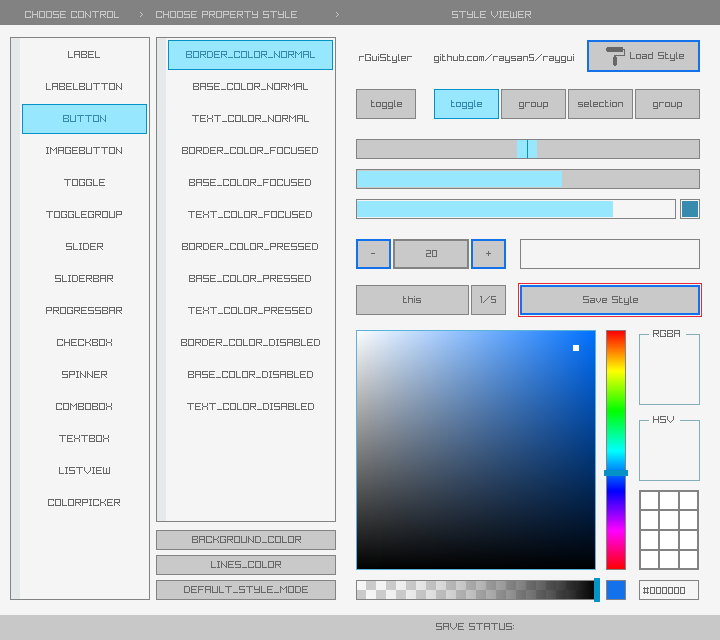 CHOOSE CONTROL > CHOOSE PROPERTY STYLE > STYLE VIEWER
LABEL
LABELBUTTON
BUTTON
IMAGEBUTTON
TOGGLE
TOGGLEGROUP
SLIDER
SLIDERBAR
PROGRESSBAR
CHECKBOX
SPINNER
COMBOBOX
TEXTBOX
LISTVIEW
COLORPICKER
BORDER_COLOR_NORMAL
BASE_COLOR_NORMAL
TEXT_COLOR_NORMAL
BORDER_COLOR_FOCUSED
BASE_COLOR_FOCUSED
TEXT_COLOR_FOCUSED
BORDER_COLOR_PRESSED
BASE_COLOR_PRESSED
TEXT_COLOR_PRESSED
BORDER_COLOR_DISABLED
BASE_COLOR_DISABLED
TEXT_COLOR_DISABLED
BACKGROUND_COLOR
LINES_COLOR
DEFAULT_STYLE_MODE
rGuiStyler github.com/raysan5/raygui Load Style
toggle toggle group selection group
- 20 +
this 1/5 Save Style
RGBA
HSV
#000000
SAVE STATUS: